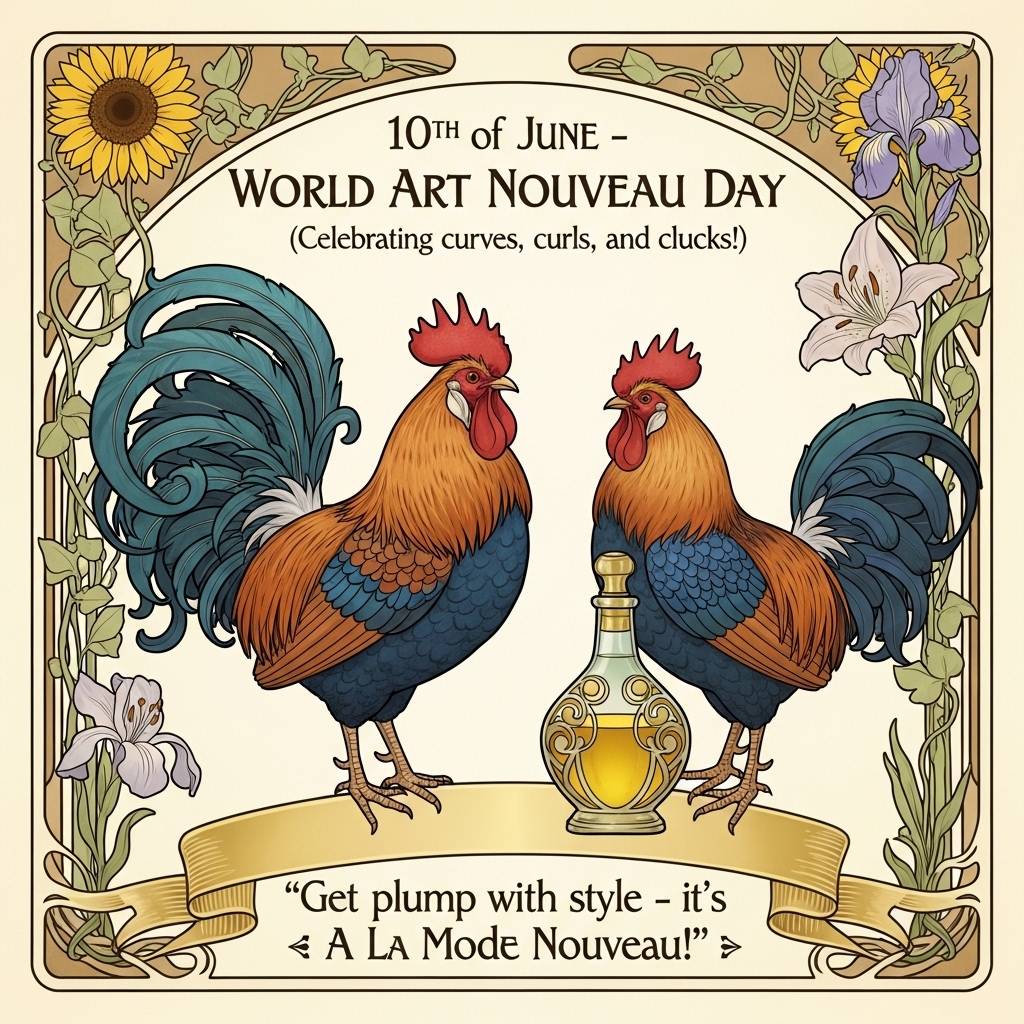 10TH of June –
World Art Nouveau Day
(Celebrating curves, curls, and clucks!)
“Get plump with style – it’s
A La Mode Nouveau!”